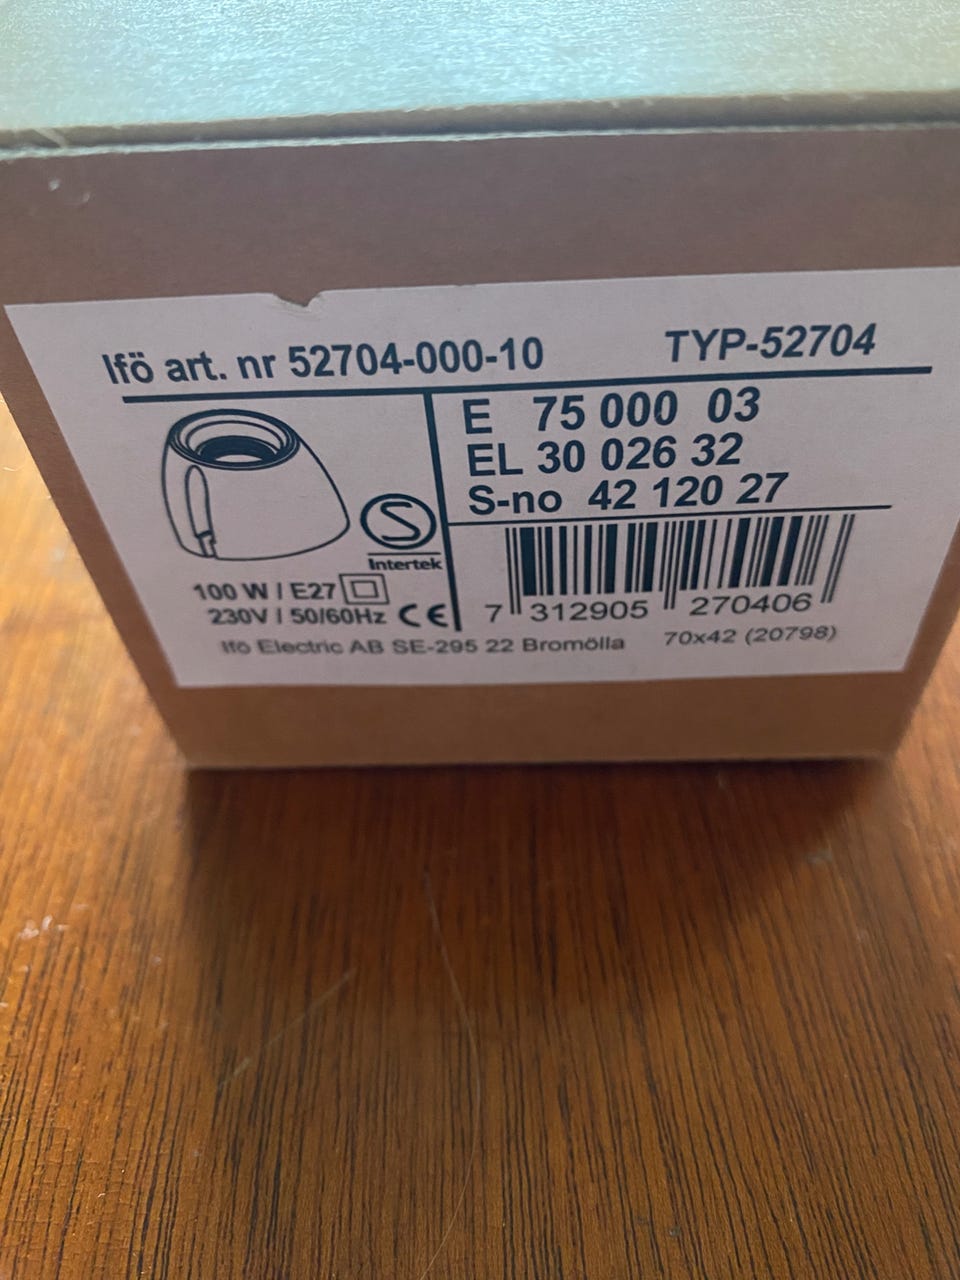 Ifö art. nr 52704-000-10 TYP-52704
E 75 000 03
EL 30 026 32
S-no 42 120 27
S
Intertek
100 W / E27
230V / 50/60Hz CE
7 312905 270406
Ifö Electric AB SE-295 22 Bromölla 70x42 (20798)